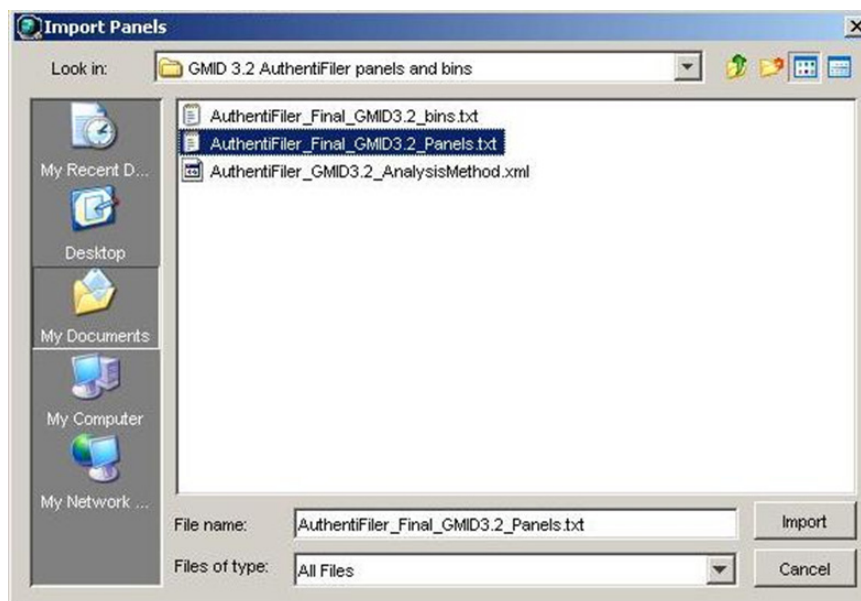 Import Panels
Look in:
GMID 3.2 AuthentiFiler panels and bins
AuthentiFiler_Final_GMID3.2_bins.txt
AuthentiFiler_Final_GMID3.2_Panels.txt
AuthentiFiler_GMID3.2_AnalysisMethod.xml
My Recent D...
Desktop
My Documents
My Computer
My Network ...
File name:
AuthentiFiler_Final_GMID3.2_Panels.txt
Import
Files of type:
All Files
Cancel